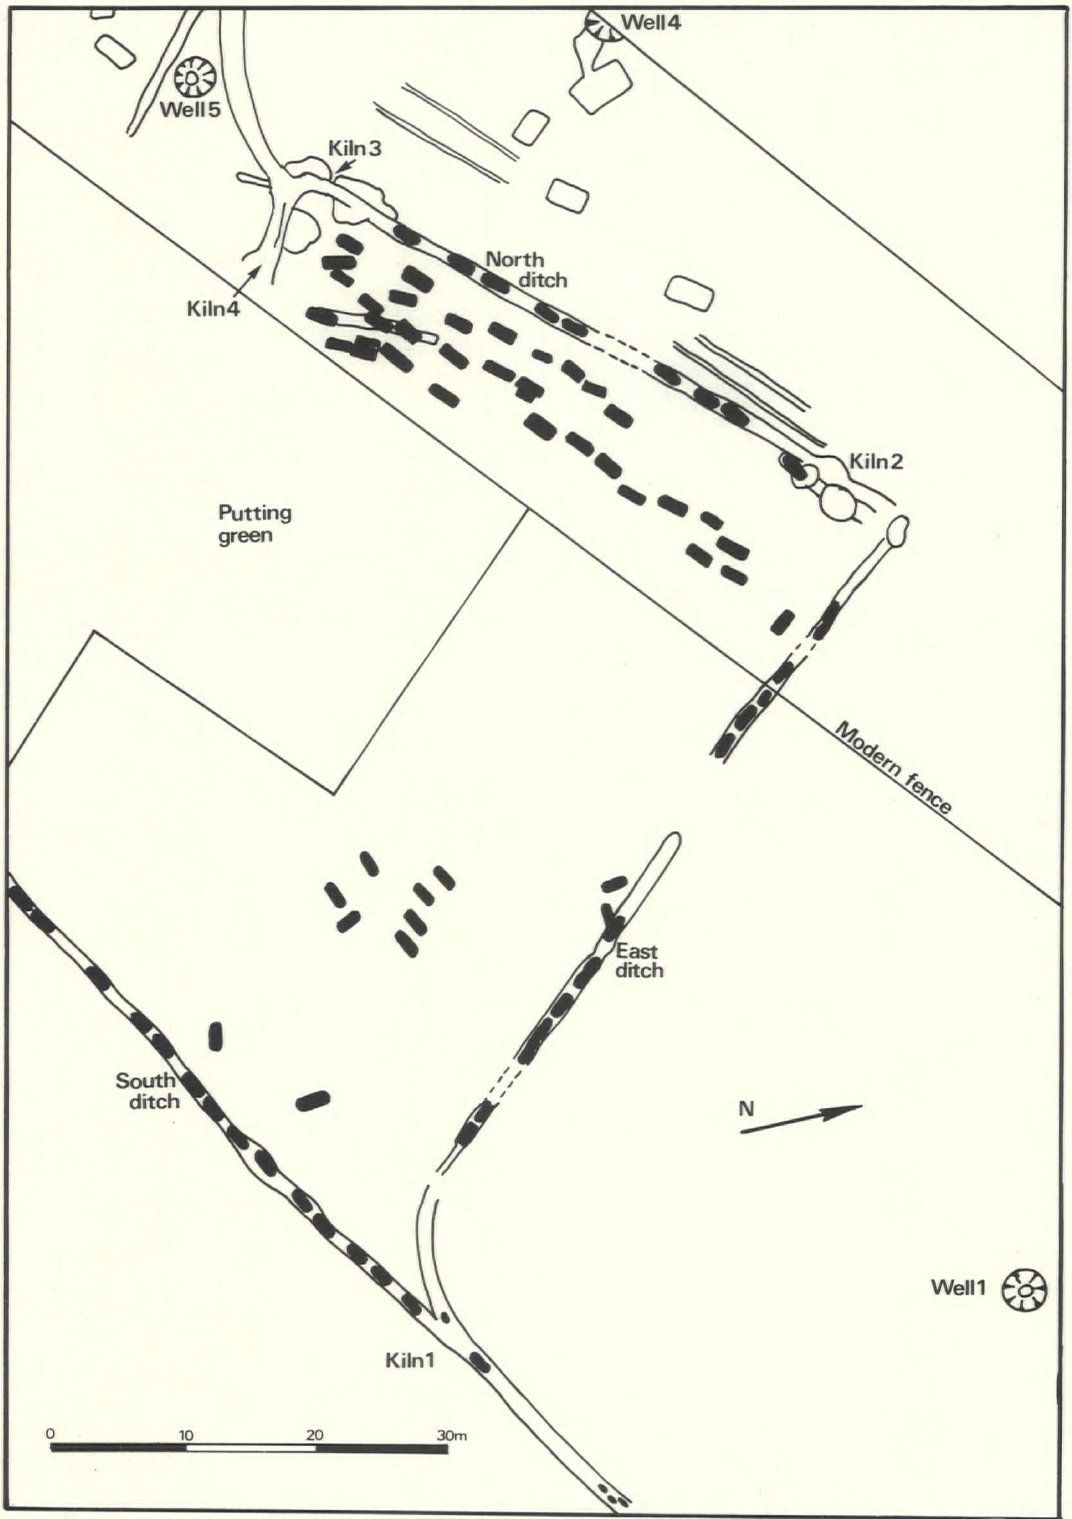 Well4
Well5
Kiln3
North
ditch
Kiln4
Kiln2
Putting
green
Modern fence
East
ditch
South
ditch
N
Well1
Kiln1
0 10 20 30m